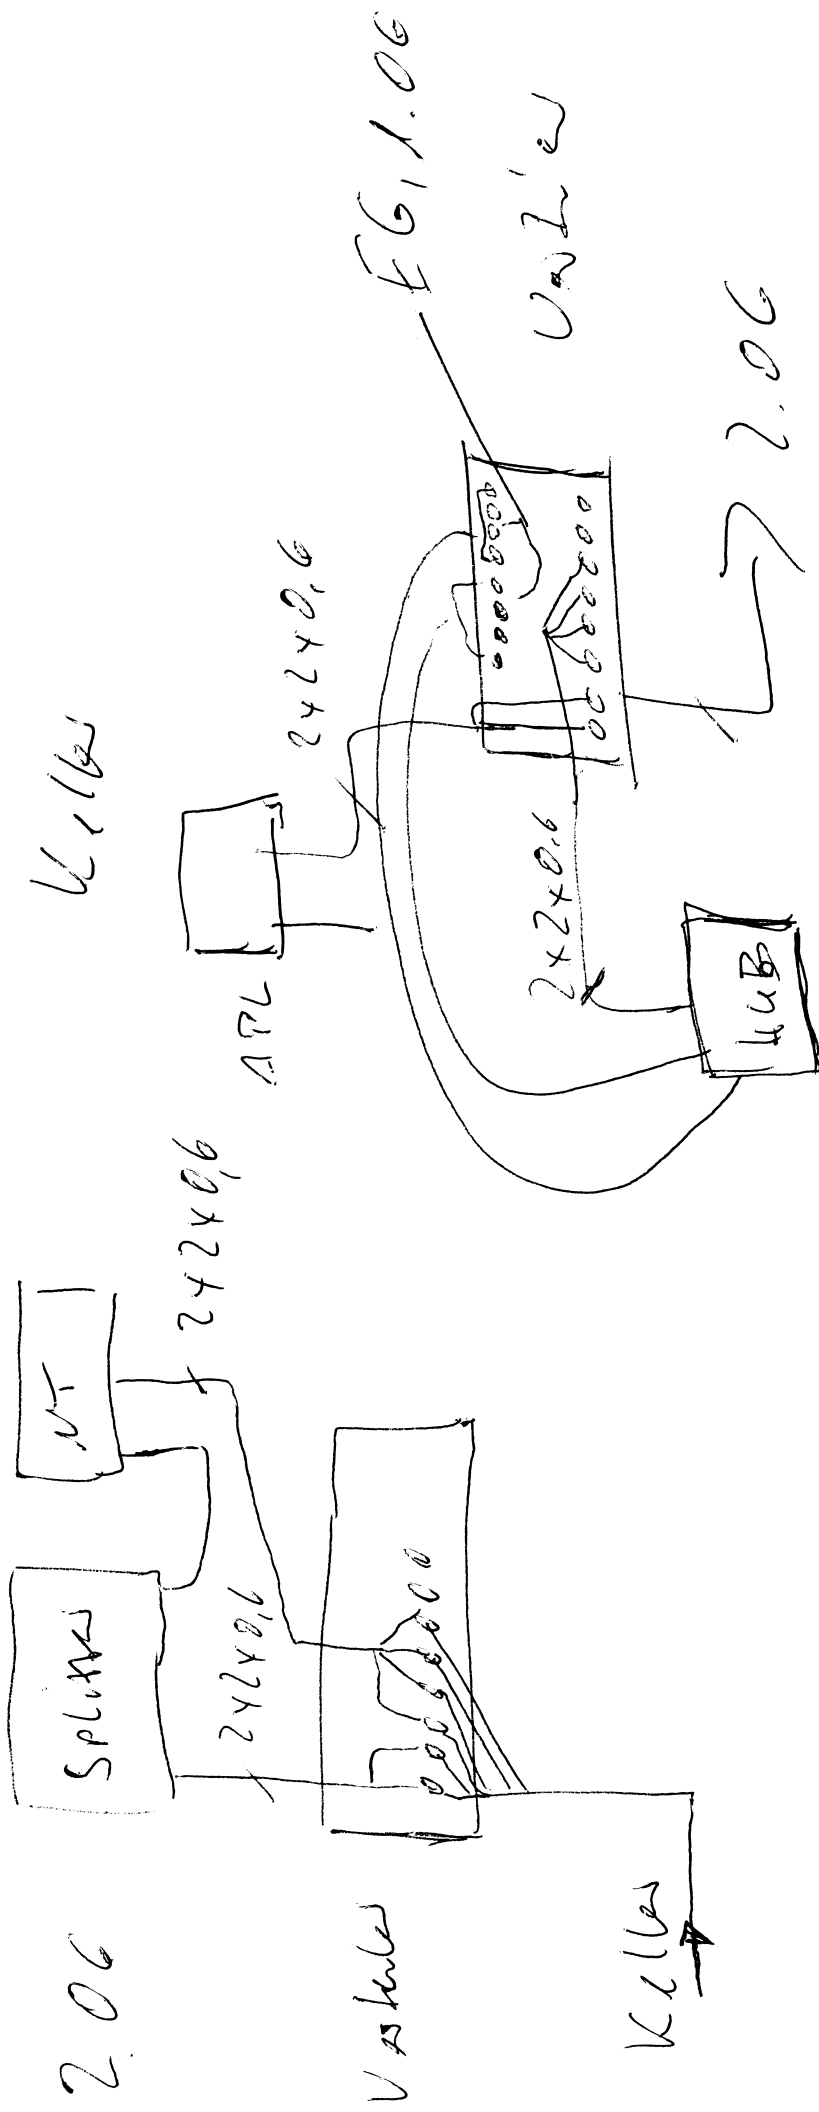 2.OG
Splitter
NT
2x2x0,6
2x2x0,6
Verteiler
Keller
Keller
APL
2x2x0,6
EG, 1.OG
2x2x0,6
HUB
2.OG